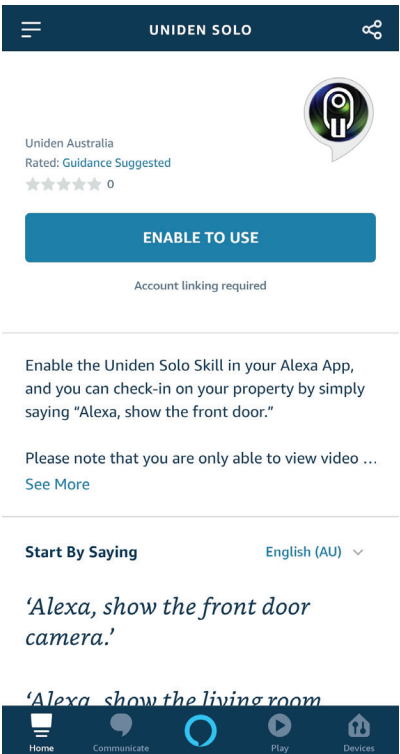 UNIDEN SOLO
Uniden Australia
Rated: Guidance Suggested
0
ENABLE TO USE
Account linking required
Enable the Uniden Solo Skill in your Alexa App,
and you can check-in on your property by simply
saying “Alexa, show the front door.”
Please note that you are only able to view video ...
See More
Start By Saying
English (AU)
‘Alexa, show the front door
camera.’
‘Alexa, show the living room
Home
Communicate
Play
Devices